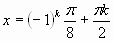 x = (−1)^k π/8 + πk/2